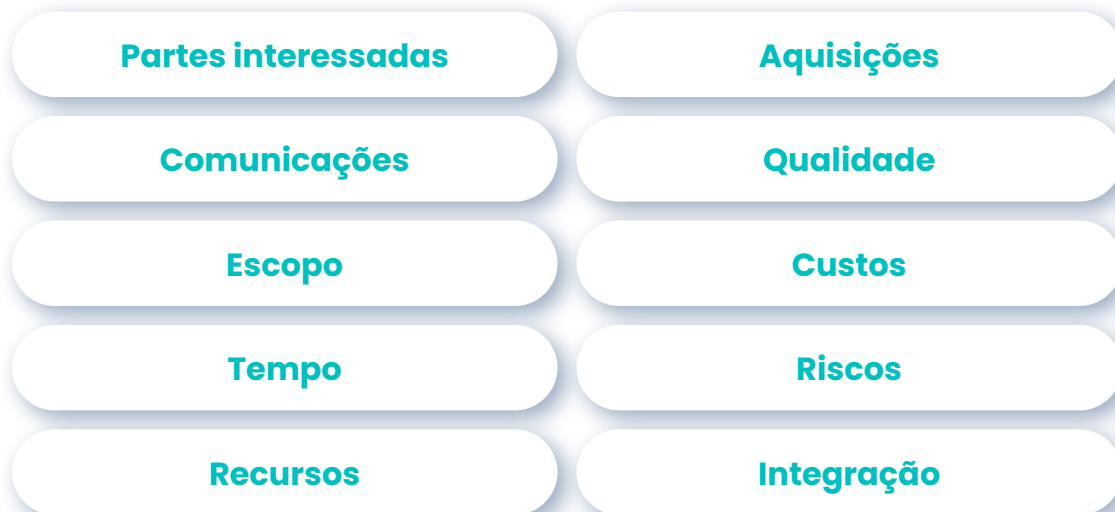 Partes interessadas
Aquisições
Comunicações
Qualidade
Escopo
Custos
Tempo
Riscos
Recursos
Integração